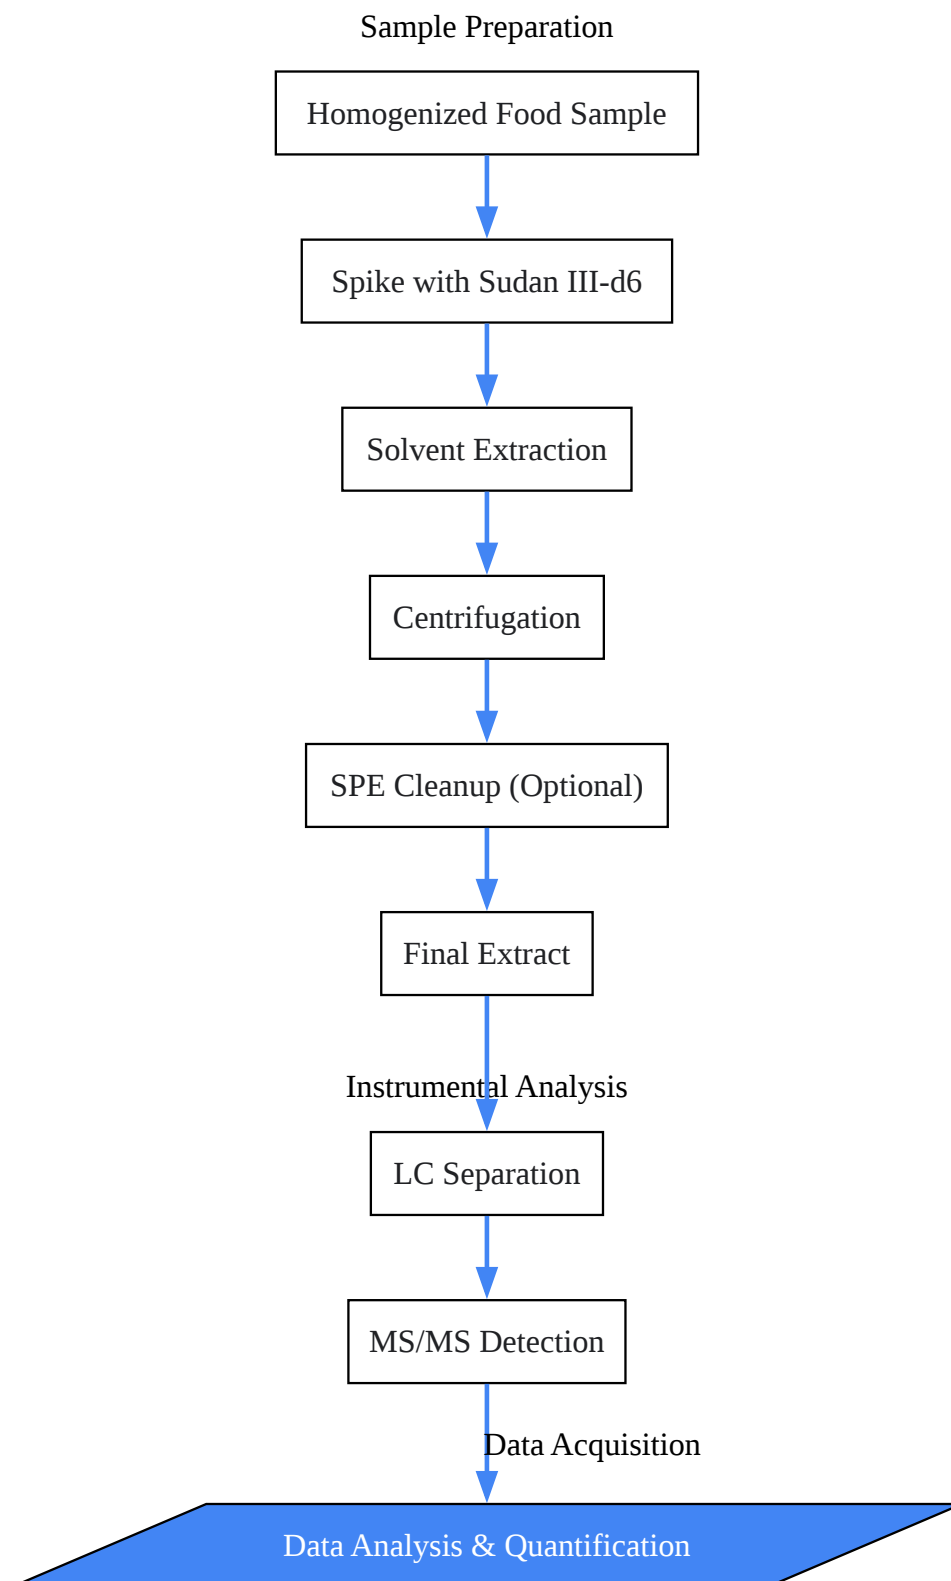 Sample Preparation
Homogenized Food Sample
Spike with Sudan III-d6
Solvent Extraction
Centrifugation
SPE Cleanup (Optional)
Final Extract
Instrumental Analysis
LC Separation
MS/MS Detection
Data Acquisition
Data Analysis & Quantification